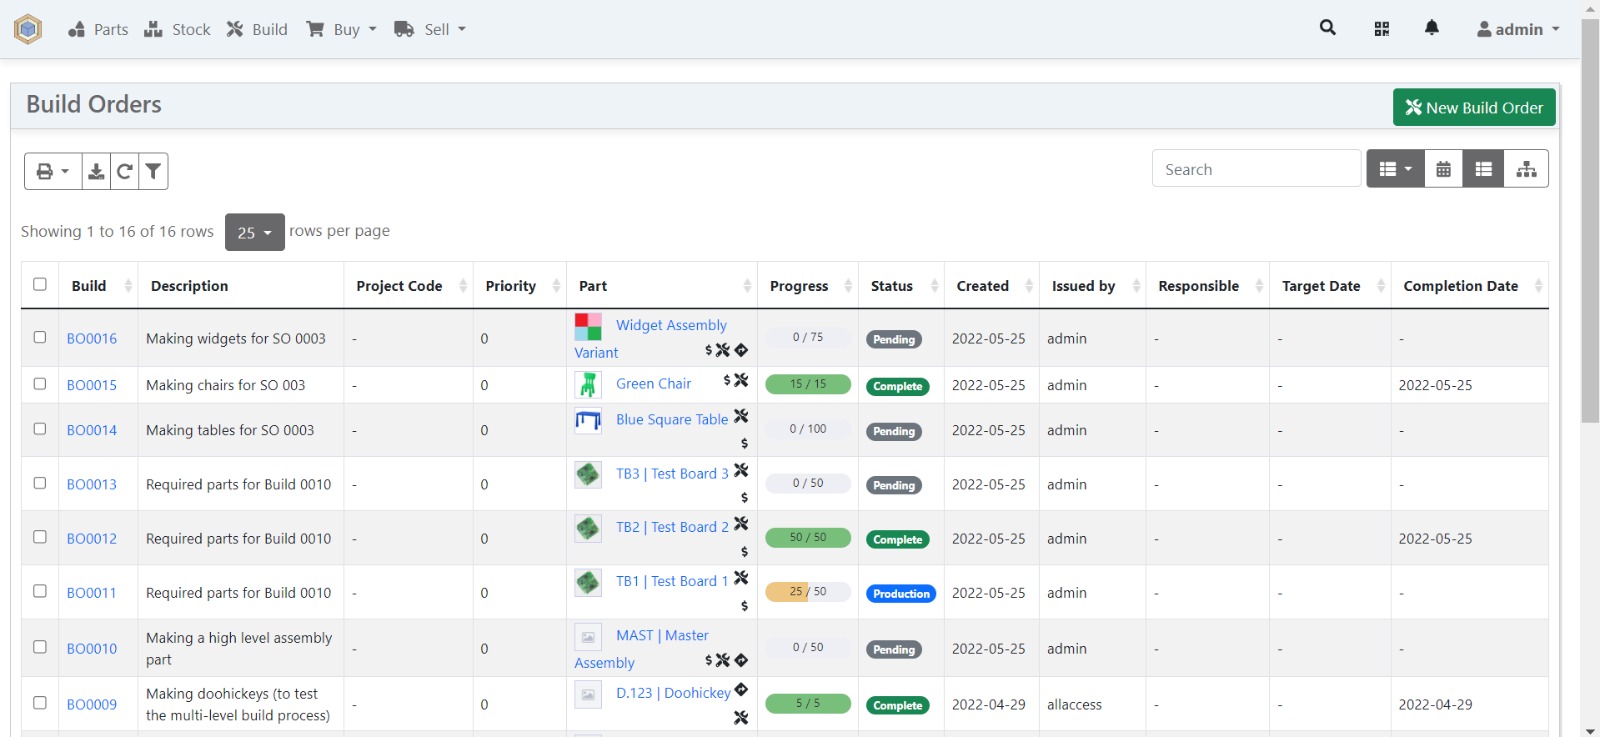 Parts Stock Build Buy Sell admin
Build Orders New Build Order
Search
Showing 1 to 16 of 16 rows 25 rows per page
Build Description Project Code Priority Part Progress Status Created Issued by Responsible Target Date Completion Date
BO0016 Making widgets for SO 0003 - 0 Widget Assembly Variant $ 0 / 75 Pending 2022-05-25 admin - - -
BO0015 Making chairs for SO 003 - 0 Green Chair $ 15 / 15 Complete 2022-05-25 admin - - 2022-05-25
BO0014 Making tables for SO 0003 - 0 Blue Square Table $ 0 / 100 Pending 2022-05-25 admin - - -
BO0013 Required parts for Build 0010 - 0 TB3 | Test Board 3 $ 0 / 50 Pending 2022-05-25 admin - - -
BO0012 Required parts for Build 0010 - 0 TB2 | Test Board 2 $ 50 / 50 Complete 2022-05-25 admin - - 2022-05-25
BO0011 Required parts for Build 0010 - 0 TB1 | Test Board 1 $ 25 / 50 Production 2022-05-25 admin - - -
BO0010 Making a high level assembly part - 0 MAST | Master Assembly $ 0 / 50 Pending 2022-05-25 admin - - -
BO0009 Making doohickeys (to test the multi-level build process) - 0 D.123 | Doohickey 5 / 5 Complete 2022-04-29 allaccess - - 2022-04-29